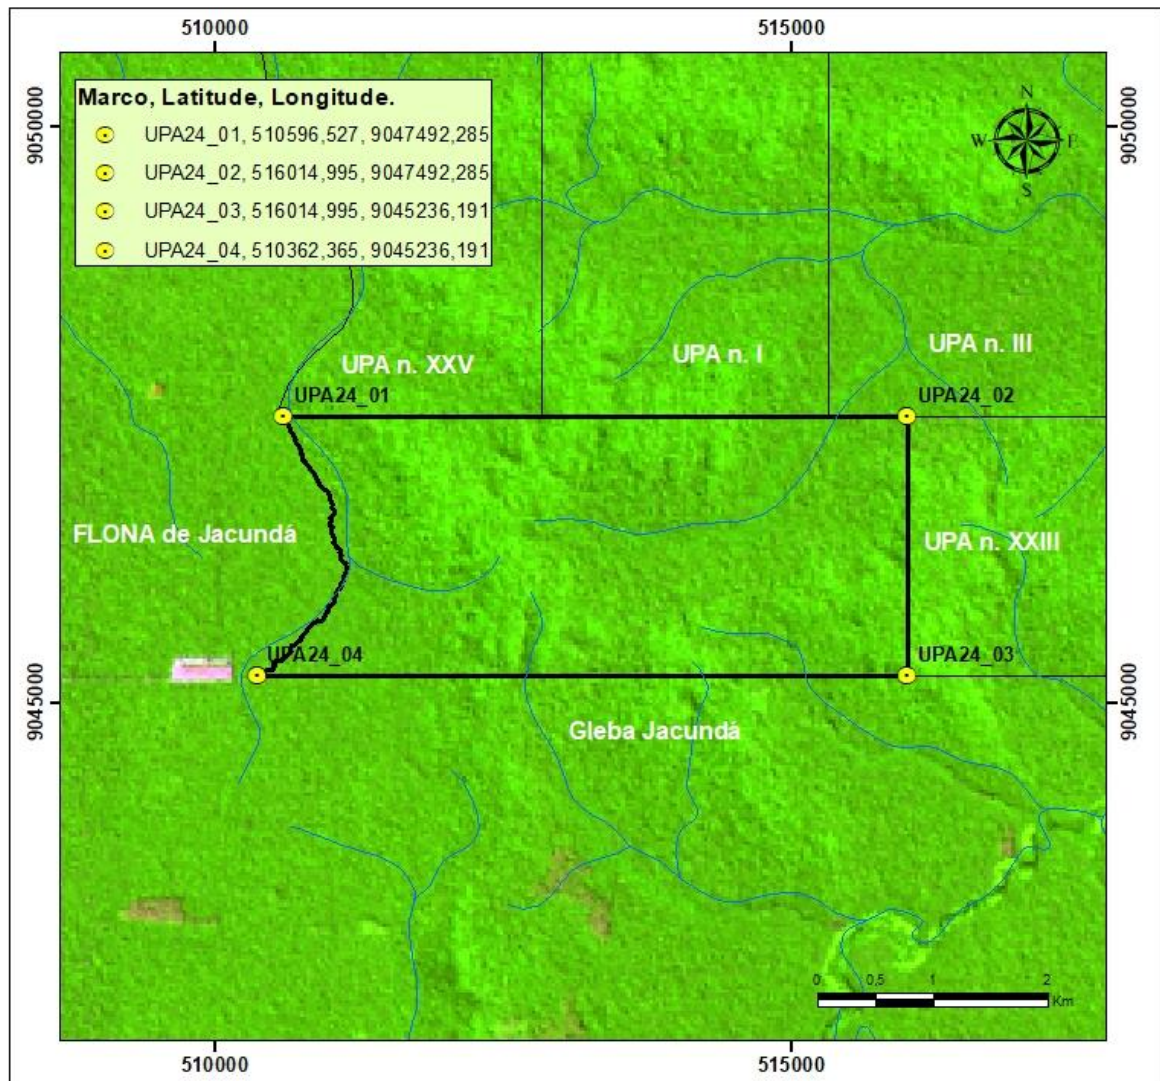 510000 515000
Marco, Latitude, Longitude.
UPA24_01, 510596,527, 9047492,285
UPA24_02, 516014,995, 9047492,285
UPA24_03, 516014,995, 9045236,191
UPA24_04, 510362,365, 9045236,191
N
W E
S
9050000 9050000
UPA n. XXV UPA n. I UPA n. III
UPA24_01 UPA24_02
FLONA de Jacundá UPA n. XXIII
UPA24_04 UPA24_03
9045000 9045000
Gleba Jacundá
0 0,5 1 2
Km
510000 515000